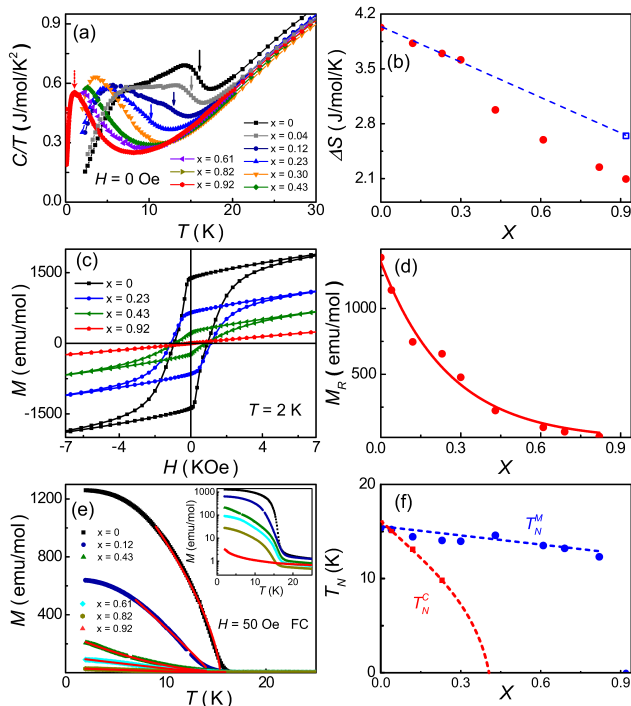 (a)
C/T (J/mol/K²)
0.9
0.6
0.3
0.0
x = 0
x = 0.04
x = 0.12
x = 0.61
x = 0.23
x = 0.82
x = 0.30
x = 0.92
x = 0.43
H = 0 Oe
0 10 20 30
T (K)
(b)
ΔS (J/mol/K)
4.2
3.5
2.8
2.1
0.0 0.3 0.6 0.9
X
(c)
M (emu/mol)
1500
0
-1500
x = 0
x = 0.23
x = 0.43
x = 0.92
T = 2 K
-7 -4 0 4 7
H (KOe)
(d)
M_R (emu/mol)
1000
500
0
0.0 0.3 0.6 0.9
X
(e)
M (emu/mol)
1200
800
400
0
x = 0
x = 0.12
x = 0.43
x = 0.61
x = 0.82
x = 0.92
H = 50 Oe FC
M (emu/mol)
1000
100
10
1
0 5 10 15 20 25
T (K)
0 10 20
T (K)
(f)
T_N (K)
20
10
0
T_N^M
T_N^C
0.0 0.3 0.6 0.9
X